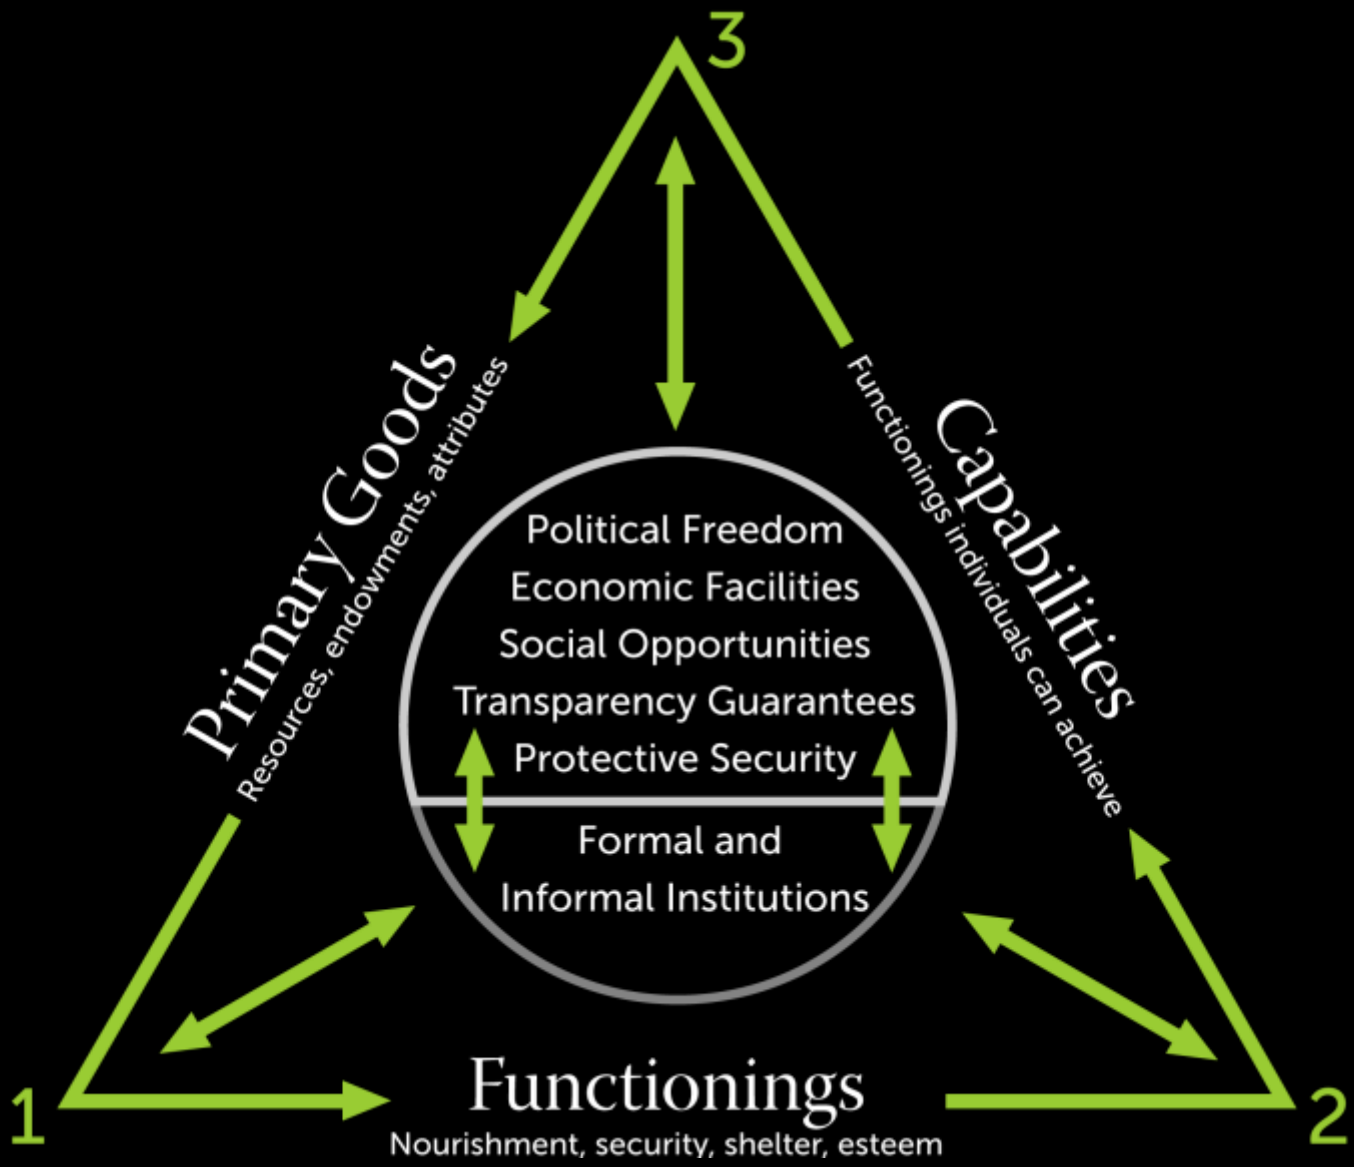 3
Primary Goods
Resources, endowments, attributes
Capabilities
Functionings individuals can achieve
Political Freedom
Economic Facilities
Social Opportunities
Transparency Guarantees
Protective Security
Formal and
Informal Institutions
1
Functionings
Nourishment, security, shelter, esteem
2